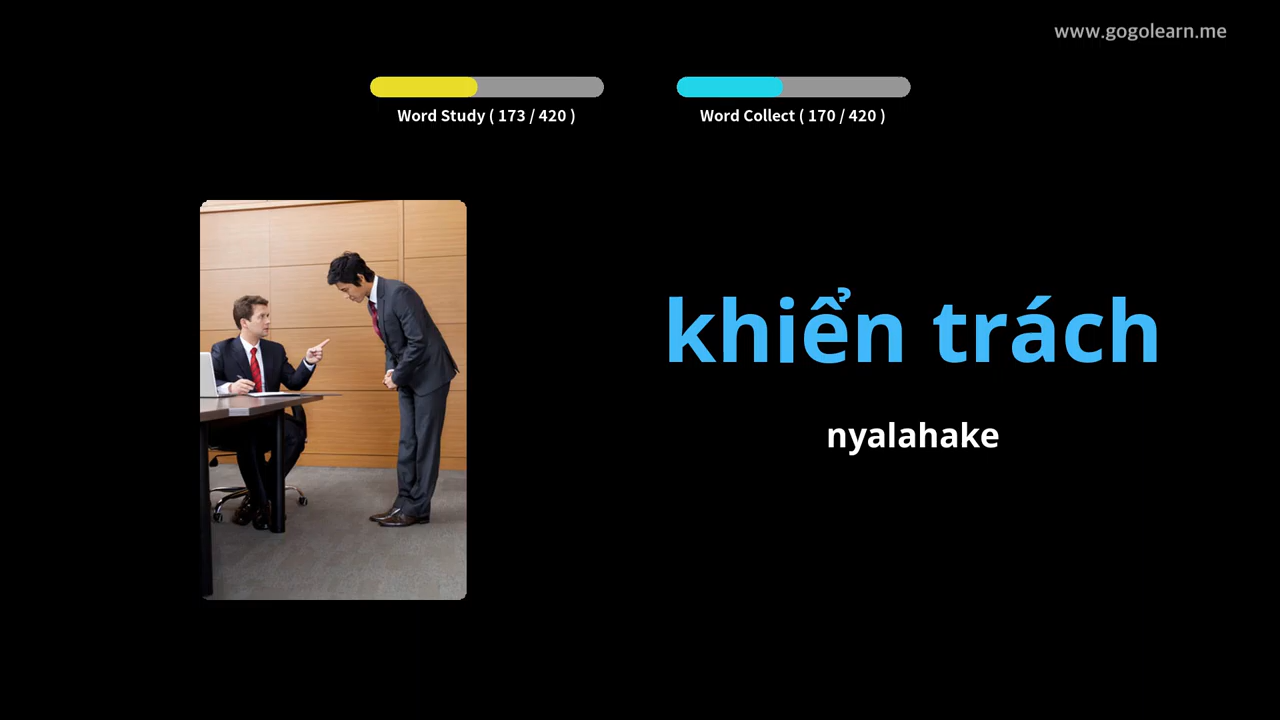 www.gogolearn.me
Word Study ( 173 / 420 )
Word Collect ( 170 / 420 )
khiển trách
nyalahake